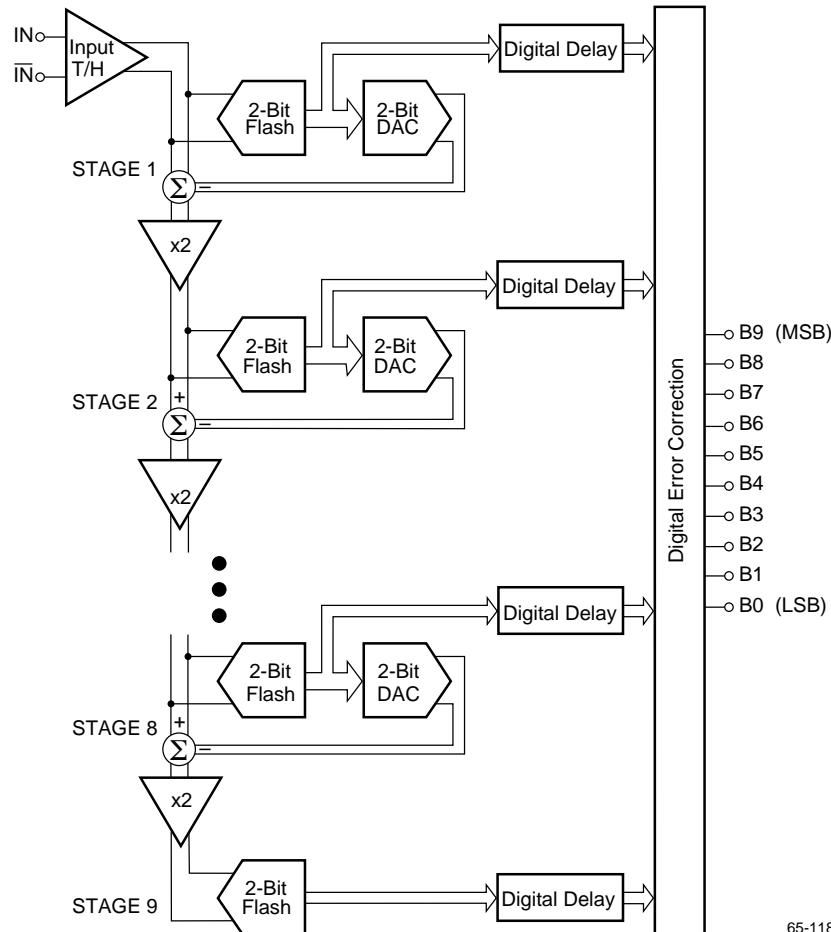 IN
IN
Input
T/H
2-Bit
Flash
2-Bit
DAC
Digital Delay
STAGE 1
Σ
–
x2
Digital Delay
2-Bit
Flash
2-Bit
DAC
STAGE 2
+
Σ
–
x2
Digital Error Correction
B9 (MSB)
B8
B7
B6
B5
B4
B3
B2
B1
B0 (LSB)
Digital Delay
2-Bit
Flash
2-Bit
DAC
STAGE 8
+
Σ
–
x2
STAGE 9
2-Bit
Flash
Digital Delay
65-118